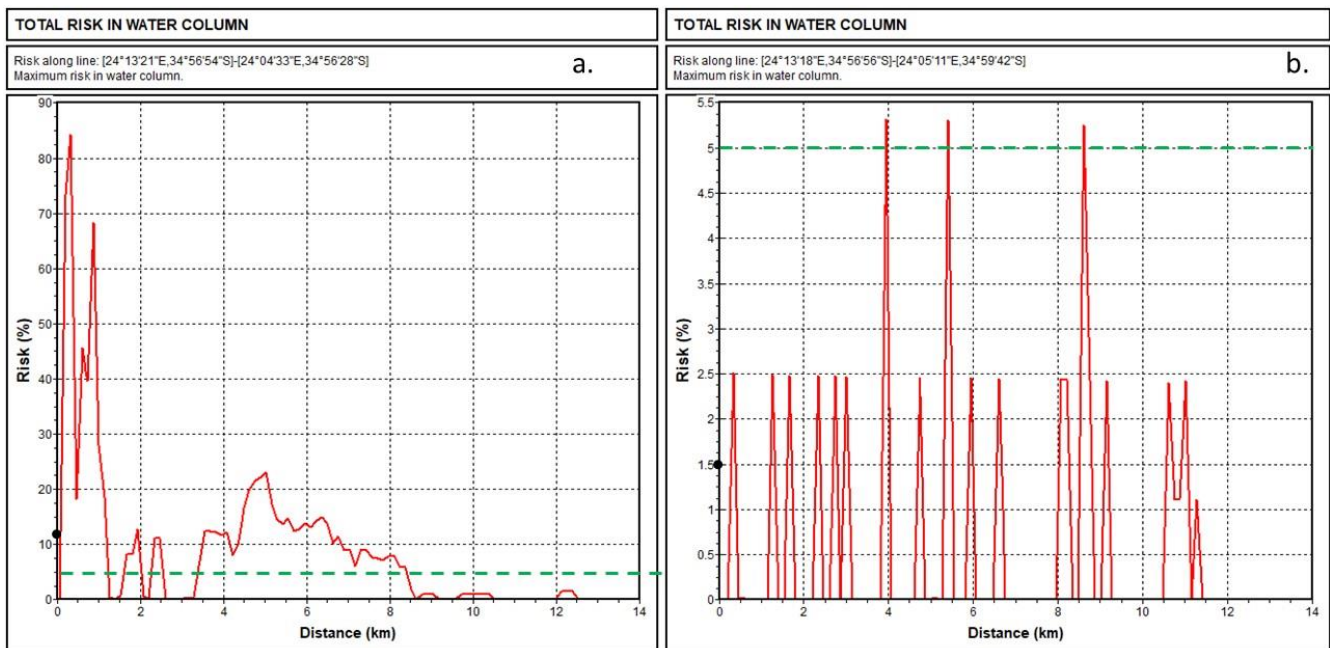 TOTAL RISK IN WATER COLUMN
Risk along line: [24°13'21"E,34°56'54"S]-[24°04'33"E,34°56'28"S]
Maximum risk in water column.
a.
90
80
70
60
50
40
30
20
10
0
Risk (%)
0 2 4 6 8 10 12 14
Distance (km)
TOTAL RISK IN WATER COLUMN
Risk along line: [24°13'18"E,34°56'56"S]-[24°05'11"E,34°59'42"S]
Maximum risk in water column.
b.
5.5
5
4.5
4
3.5
3
2.5
2
1.5
1
0.5
0
Risk (%)
0 2 4 6 8 10 12 14
Distance (km)